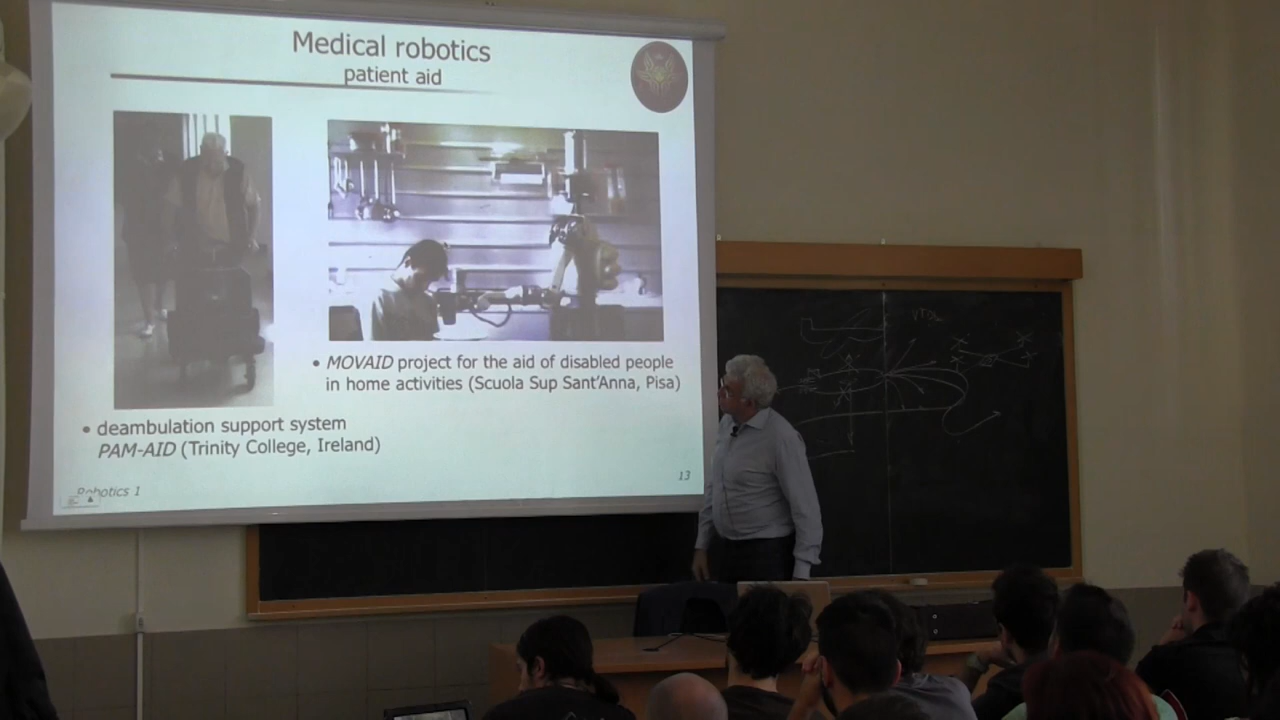 Medical robotics
patient aid
• MOVAID project for the aid of disabled people
in home activities (Scuola Sup Sant'Anna, Pisa)
• deambulation support system
PAM-AID (Trinity College, Ireland)
Robotics 1
13